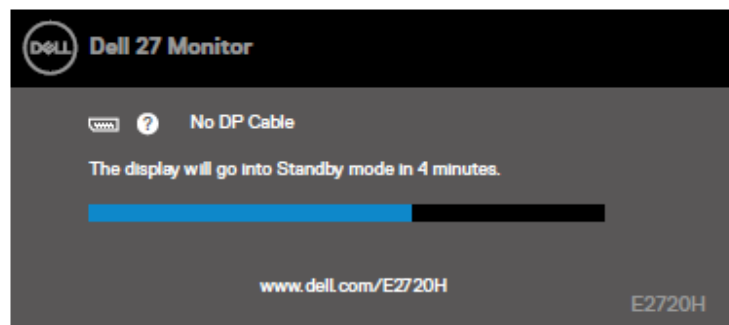 DELL
Dell 27 Monitor
? No DP Cable
The display will go into Standby mode in 4 minutes.
www.dell.com/E2720H
E2720H